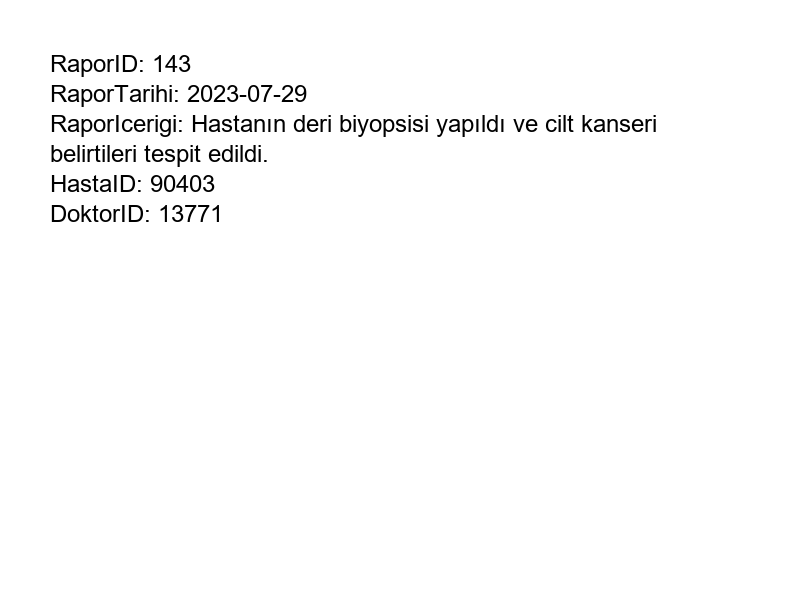 RaporID: 143
RaporTarihi: 2023-07-29
RaporIcerigi: Hastanın deri biyopsisi yapıldı ve cilt kanseri
belirtileri tespit edildi.
HastaID: 90403
DoktorID: 13771